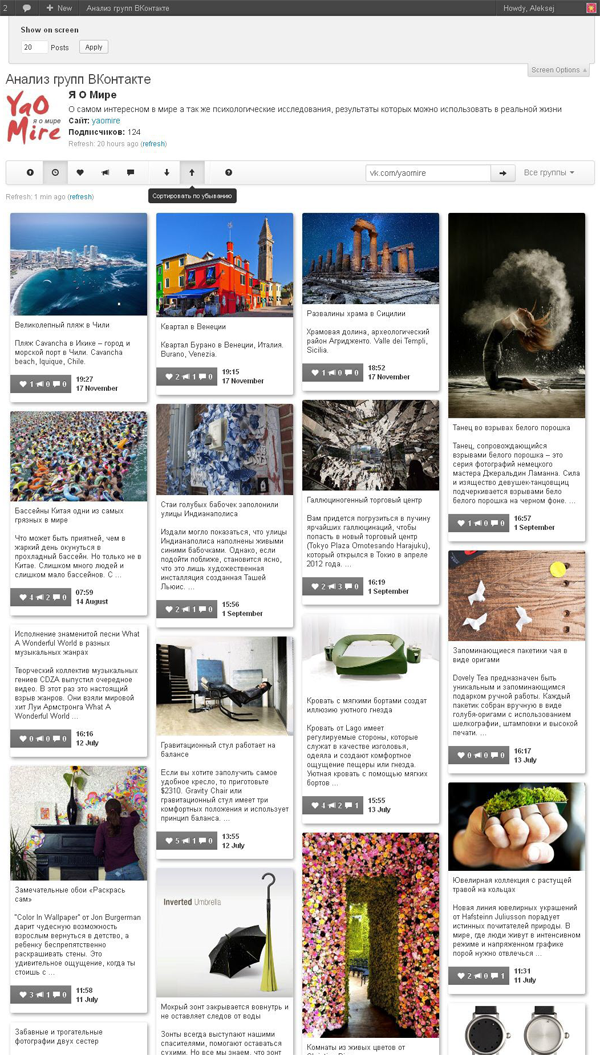 2 New Анализ групп ВКонтакте Howdy, Aleksej
Show on screen
20 Posts Apply
Screen Options
Анализ групп ВКонтакте
YaO
я о мире
Mire
Я О Мире
О самом интересном в мире а так же психологические исследования, результаты которых можно использовать в реальной жизни
Сайт: yaomire
Подписчиков: 124
Refresh: 20 hours ago (refresh)
vk.com/yaomire Все группы
Сортировать по убыванию
Refresh: 1 min ago (refresh)
Великолепный пляж в Чили
Пляж Cavancha в Икике – город и
морской порт в Чили. Cavancha
beach, Iquique, Chile.
1 0 0 19:27
17 November
Бассейны Китая одни из самых
грязных в мире
Что может быть приятней, чем в
жаркий день окунуться в
прохладный бассейн. Но только не в
Китае. Слишком много людей и
слишком мало бассейнов. С ...
4 2 0 07:59
14 August
Исполнение знаменитой песни What
A Wonderful World в разных
музыкальных жанрах
Творческий коллектив музыкальных
гениев CDZA выпустил очередное
видео. В этот раз это настоящий
взрыв жанров. Они взяли мировой
хит Луи Армстронга What A
Wonderful World ...
0 0 0 16:16
12 July
Замечательные обои «Раскрась
сам»
"Color In Wallpaper" от Jon Burgerman
дарит чудесную возможность
взрослым вернуться в детство, а
ребенку беспрепятственно
раскрашивать стены. Это
удивительное ощущение, когда ты
стоишь с ...
3 1 0 11:58
11 July
Забавные и трогательные
фотографии двух сестер
Квартал в Венеции
Квартал Бурано в Венеции, Италия.
Burano, Venezia.
2 1 0 19:15
17 November
Стаи голубых бабочек заполонили
улицы Индианаполиса
Издали могло показаться, что улицы
Индианаполиса наполнены живыми
синими бабочками. Однако, если
подойти поближе, становится ясно,
что это лишь художественная
инсталляция созданная Ташей
Льюис. ...
2 1 0 15:56
1 September
Гравитационный стул работает на
балансе
Если вы хотите заполучить самое
удобное кресло, то приготовьте
$2310. Gravity Chair или
гравитационный стул имеет три
комфортных положения и использует
принцип баланса. ...
5 1 0 13:55
12 July
Inverted Umbrella
Мокрый зонт закрывается вовнутрь и
не оставляет следов от воды
Зонты всегда выступают нашими
спасителями, помогают оставаться
сухими. Но все мы знаем, что зонт
Развалины храма в Сицилии
Храмовая долина, археологический
район Агридженто. Valle dei Templi,
Sicilia.
1 0 0 18:52
17 November
Галлюциногенный торговый центр
Вам придется погрузиться в пучину
ярчайших галлюцинаций, чтобы
попасть в новый торговый центр
(Tokyo Plaza Omotesando Harajuku),
который открылся в Токио в апреле
2012 года. ...
2 3 0 16:19
1 September
Кровать с мягкими бортами создат
иллюзию уютного гнезда
Кровать от Lago имеет
регулируемые стороны, которые
служат в качестве изголовья,
одеяла и создают комфортное
ощущение пещеры или гнезда.
Уютная кровать с помощью мягких
бортов ...
4 2 1 15:55
13 July
Комнаты из живых цветов от
Танец во взрывах белого порошка
Танец, сопровождающийся
взрывами белого порошка – это
серия фотографий немецкого
мастера Джеральдин Ламанна. Сила
и изящество девушек-танцовщиц
подчеркивается взрывами бело
белого порошка на черном фоне. ...
1 0 0 16:57
1 September
Запоминающиеся пакетики чая в
виде оригами
Dovely Tea предназначен быть
уникальным и запоминающимся
подарком ручной работы. Каждый
пакетик собран вручную в виде
голубя-оригами с использованием
шелкографии, штамповки и высокой
печати. ...
0 0 0 16:17
13 July
Ювелирная коллекция с растущей
травой на кольцах
Новая линия ювелирных украшений
от Hafsteinn Juliusson порадует
истинных почитателей природы. В
мире, где люди живут в интенсивном
режиме и напряженном графике
порой нужно отвлечься ...
2 0 1 11:31
11 July